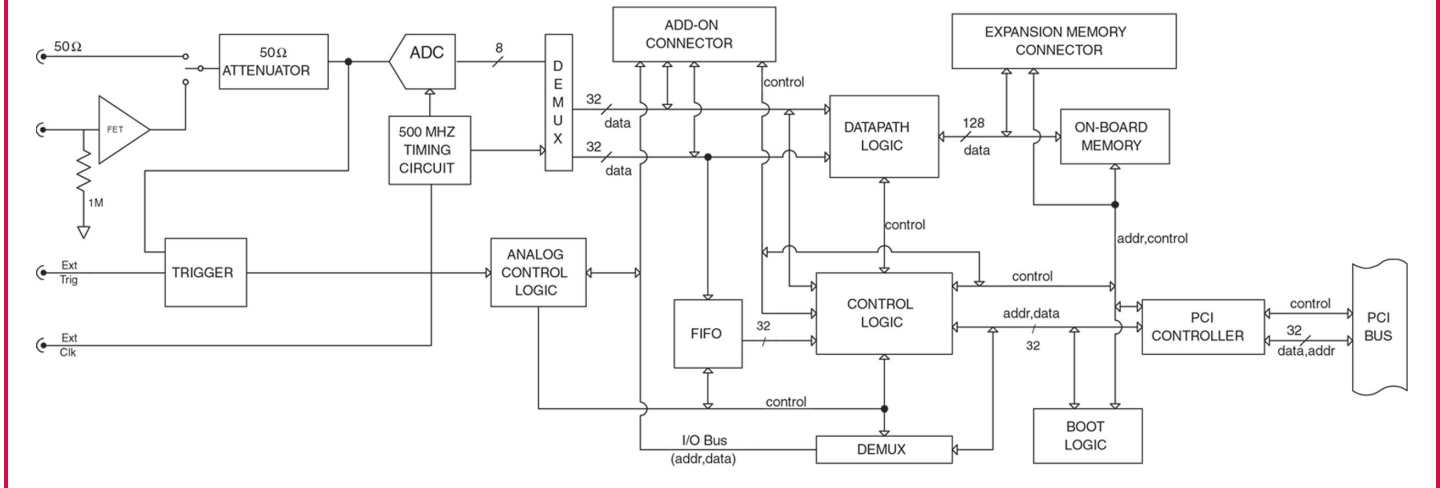 50Ω
50Ω
ATTENUATOR
ADC
8
D
E
M
U
X
ADD-ON
CONNECTOR
EXPANSION MEMORY
CONNECTOR
control
32
data
32
data
DATAPATH
LOGIC
128
data
ON-BOARD
MEMORY
FET
1M
500 MHZ
TIMING
CIRCUIT
control
addr,control
Ext
Trig
TRIGGER
ANALOG
CONTROL
LOGIC
CONTROL
LOGIC
control
addr,data
32
FIFO
32
PCI
CONTROLLER
control
32
data,addr
PCI
BUS
Ext
Clk
control
I/O Bus
(addr,data)
DEMUX
BOOT
LOGIC